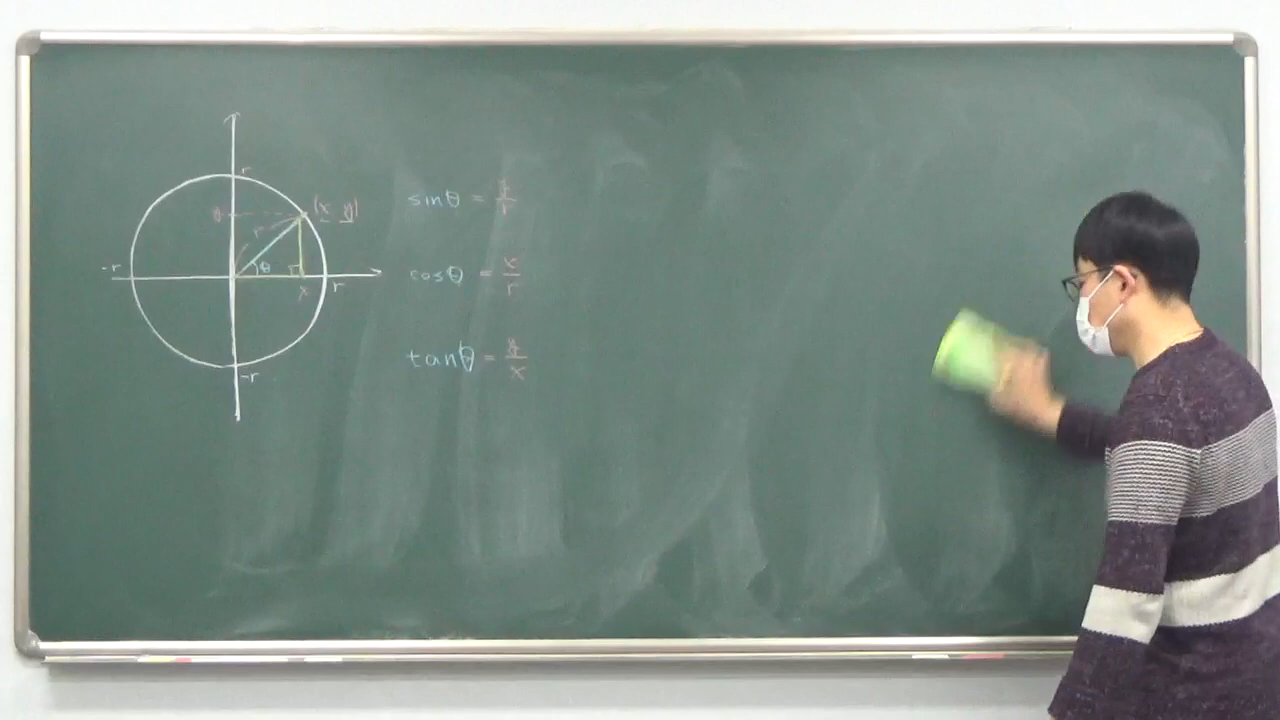 r
(x y)
y
r
-r
θ
x
r
-r
sinθ = y/r
cosθ = x/r
tanθ = y/x